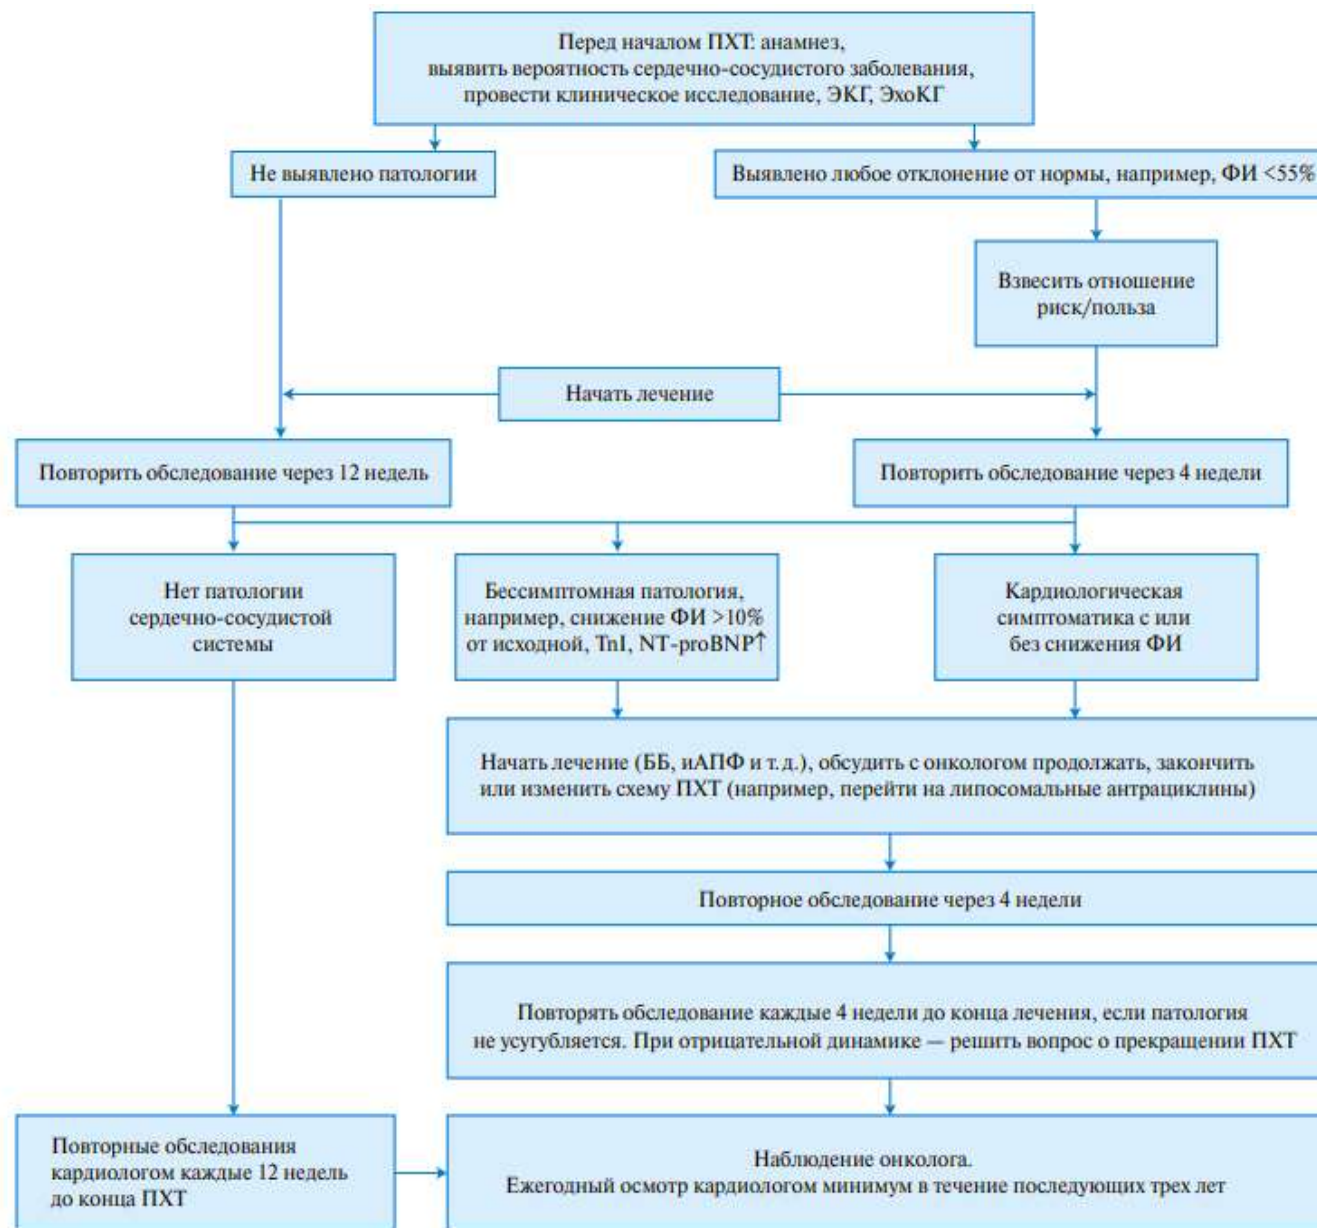 Перед началом ПХТ: анамнез,
выявить вероятность сердечно-сосудистого заболевания,
провести клиническое исследование, ЭКГ, ЭхоКГ
Не выявлено патологии
Выявлено любое отклонение от нормы, например, ФИ <55%
Взвесить отношение
риск/польза
Начать лечение
Повторить обследование через 12 недель
Повторить обследование через 4 недели
Нет патологии
сердечно-сосудистой
системы
Бессимптомная патология,
например, снижение ФИ >10%
от исходной, TnI, NT-proBNP↑
Кардиологическая
симптоматика с или
без снижения ФИ
Начать лечение (ББ, иАПФ и т.д.), обсудить с онкологом продолжать, закончить
или изменить схему ПХТ (например, перейти на липосомальные антрациклины)
Повторное обследование через 4 недели
Повторять обследование каждые 4 недели до конца лечения, если патология
не усугубляется. При отрицательной динамике — решить вопрос о прекращении ПХТ
Повторные обследования
кардиологом каждые 12 недель
до конца ПХТ
Наблюдение онколога.
Ежегодный осмотр кардиологом минимум в течение последующих трех лет